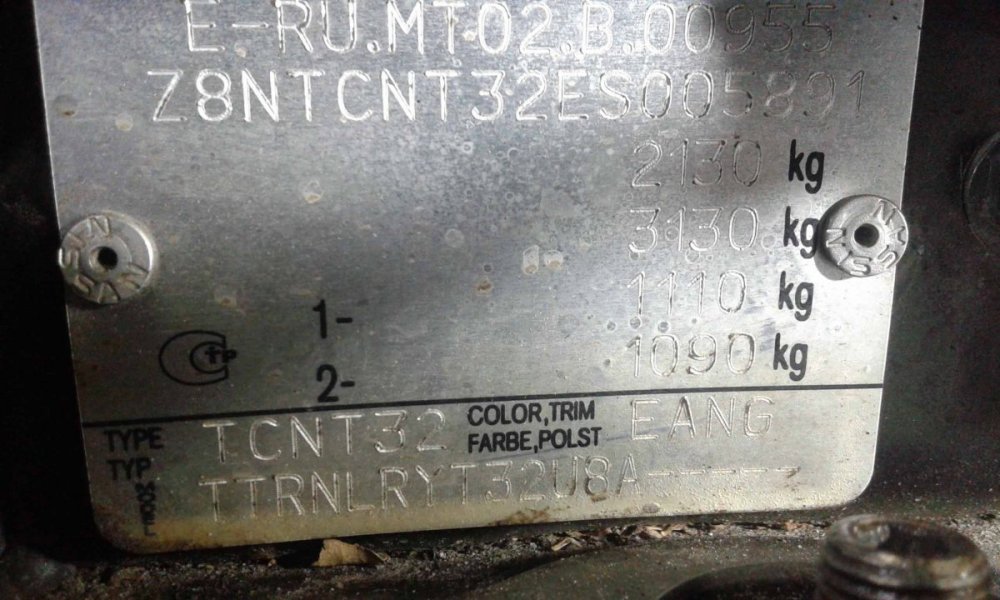 E-RU.MT02.B.00955
Z8NTCNT32ES005891
2130 kg
3130 kg
1- 1110 kg
2- 1090 kg
TYPE TCNT32 COLOR,TRIM EANG
TYP FARBE,POLST
MODEL TTRNLRYT32U8A-----